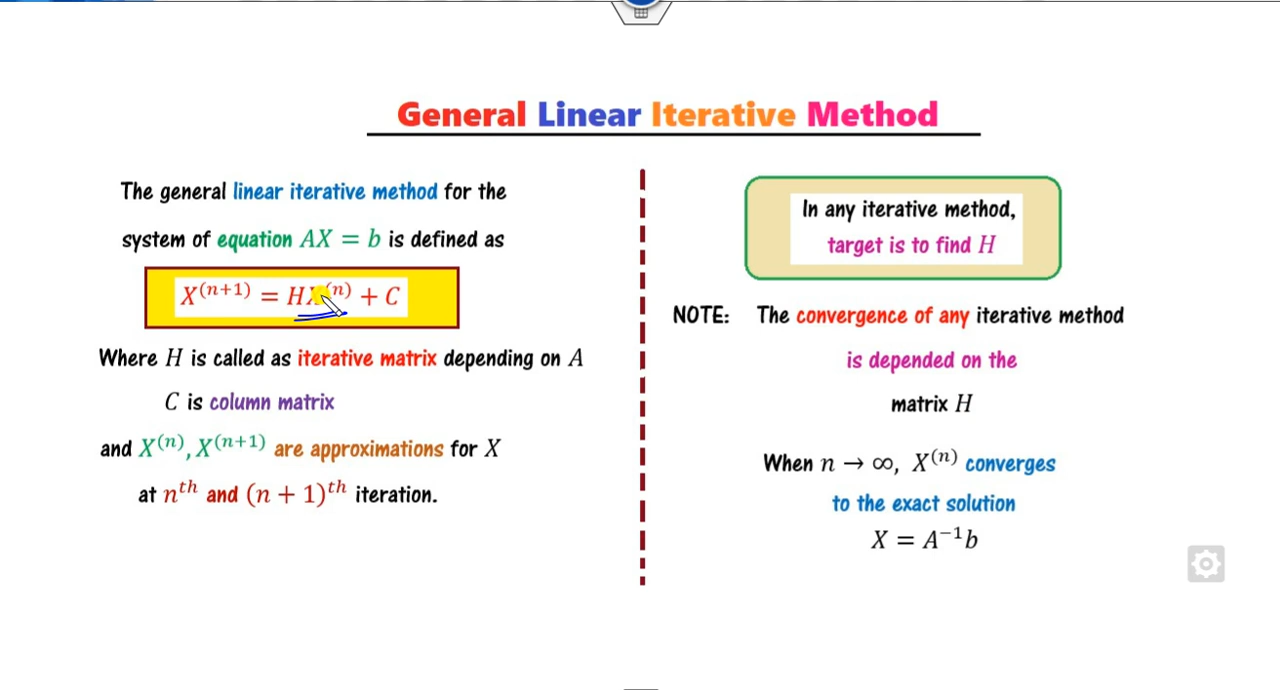 General Linear Iterative Method
The general linear iterative method for the
system of equation AX = b is defined as
X^(n+1) = HX^(n) + C
Where H is called as iterative matrix depending on A
C is column matrix
and X^(n), X^(n+1) are approximations for X
at n^th and (n + 1)^th iteration.
In any iterative method,
target is to find H
NOTE: The convergence of any iterative method
is depended on the
matrix H
When n → ∞, X^(n) converges
to the exact solution
X = A^−1 b